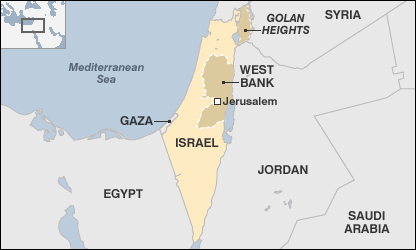 GOLAN
HEIGHTS
SYRIA
Mediterranean
Sea
WEST
BANK
Jerusalem
GAZA
ISRAEL
JORDAN
EGYPT
SAUDI
ARABIA